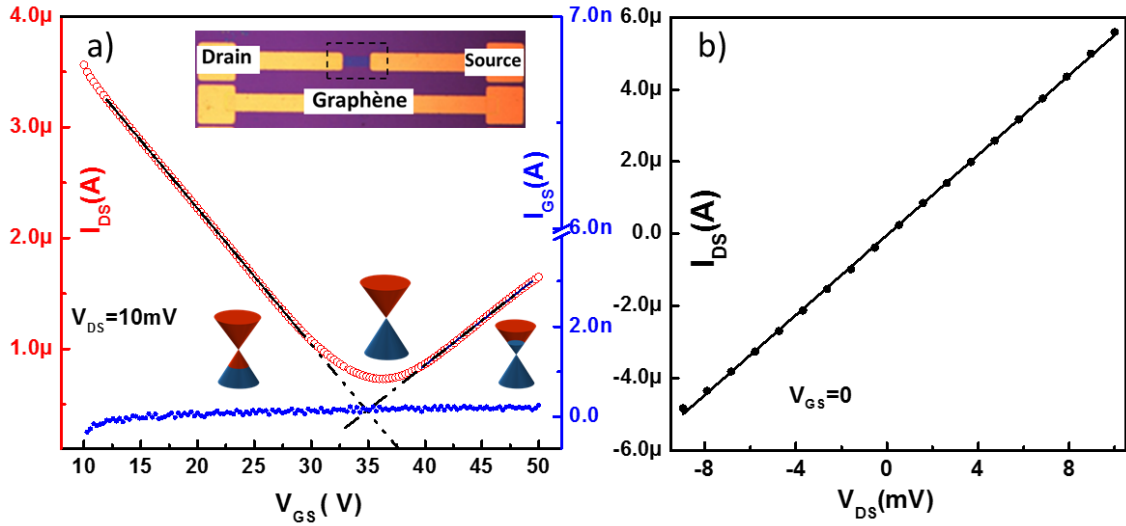 a)
4.0µ
3.0µ
2.0µ
1.0µ
I_DS(A)
7.0n
6.0n
2.0n
0.0
I_GS(A)
Drain
Source
Graphène
V_DS=10mV
10 15 20 25 30 35 40 45 50
V_GS ( V)
b)
6.0µ
4.0µ
2.0µ
0.0
-2.0µ
-4.0µ
-6.0µ
I_DS(A)
V_GS=0
-8 -4 0 4 8
V_DS(mV)